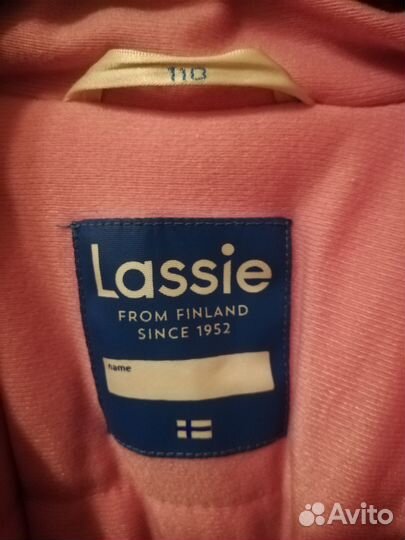 110
Lassie
FROM FINLAND
SINCE 1952
name
Avito